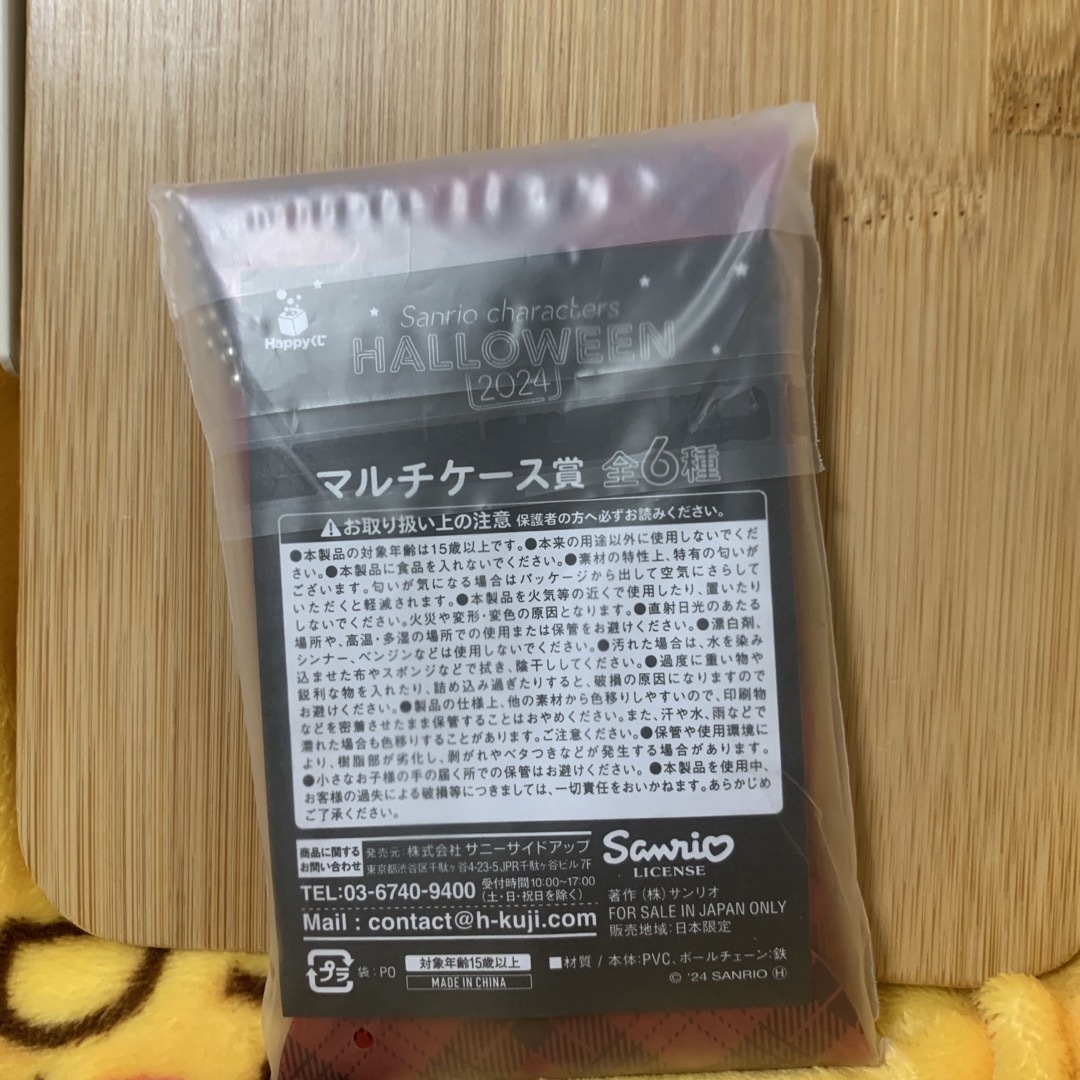 Happyくじ
Sanrio characters
HALLOWEEN
2024
マルチケース賞 全6種
お取り扱い上の注意 保護者の方へ必ずお読みください。
●本製品の対象年齢は15歳以上です。●本来の用途以外に使用しないでくだ
さい。●本製品に食品を入れないでください。●素材の特性上、特有の匂いが
ございます。匂いが気になる場合はパッケージから出して空気にさらして
いただくと軽減されます。●本製品を火気等の近くで使用したり、置いたり
しないでください。火災や変形・変色の原因となります。●直射日光のあたる
場所や、高温・多湿の場所での使用または保管をお避けください。●漂白剤、
シンナー、ベンジンなどは使用しないでください。●汚れた場合は、水を染み
込ませた布やスポンジなどで拭き、陰干ししてください。●過度に重い物や
鋭利な物を入れたり、詰め込み過ぎたりすると、破損の原因になりますので
お避けください。●製品の仕様上、他の素材から色移りしやすいので、印刷物
などを密着させたまま保管することはおやめください。また、汗や水、雨などで
濡れた場合も色移りすることがあります。ご注意ください。●保管や使用環境に
より、樹脂部が劣化し、剥がれやベタつきなどが発生する場合があります。
●小さなお子様の手の届く所での保管はお避けください。●本製品を使用中、
お客様の過失による破損等につきましては、一切責任をおいかねます。あらかじめ
ご了承ください。
商品に関する
お問い合わせ
発売元:株式会社 サニーサイドアップ
東京都渋谷区千駄ヶ谷4-23-5 JPR千駄ヶ谷ビル 7F
TEL:03-6740-9400 受付時間10:00~17:00
(土・日・祝日を除く)
Mail : contact@h-kuji.com
Sanrio
LICENSE
著作 (株)サンリオ
FOR SALE IN JAPAN ONLY
販売地域:日本限定
プラ 袋:PO
対象年齢15歳以上
MADE IN CHINA
■材質 / 本体:PVC、ボールチェーン:鉄
© '24 SANRIO Ⓗ